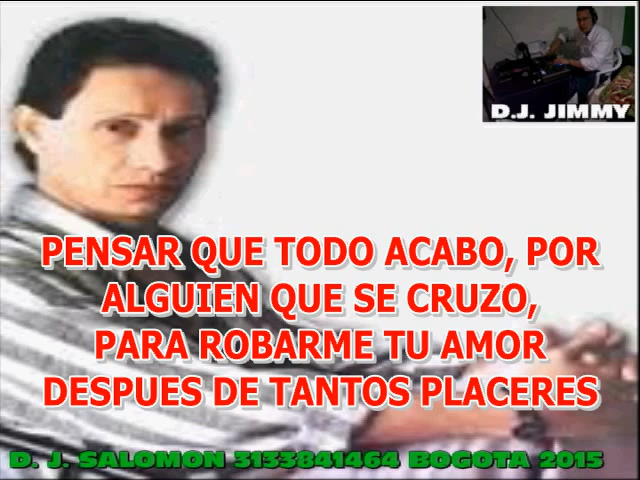 D.J. JIMMY
PENSAR QUE TODO ACABO, POR
ALGUIEN QUE SE CRUZO,
PARA ROBARME TU AMOR
DESPUES DE TANTOS PLACERES
D. J. SALOMON 3133841464 BOGOTA 2015